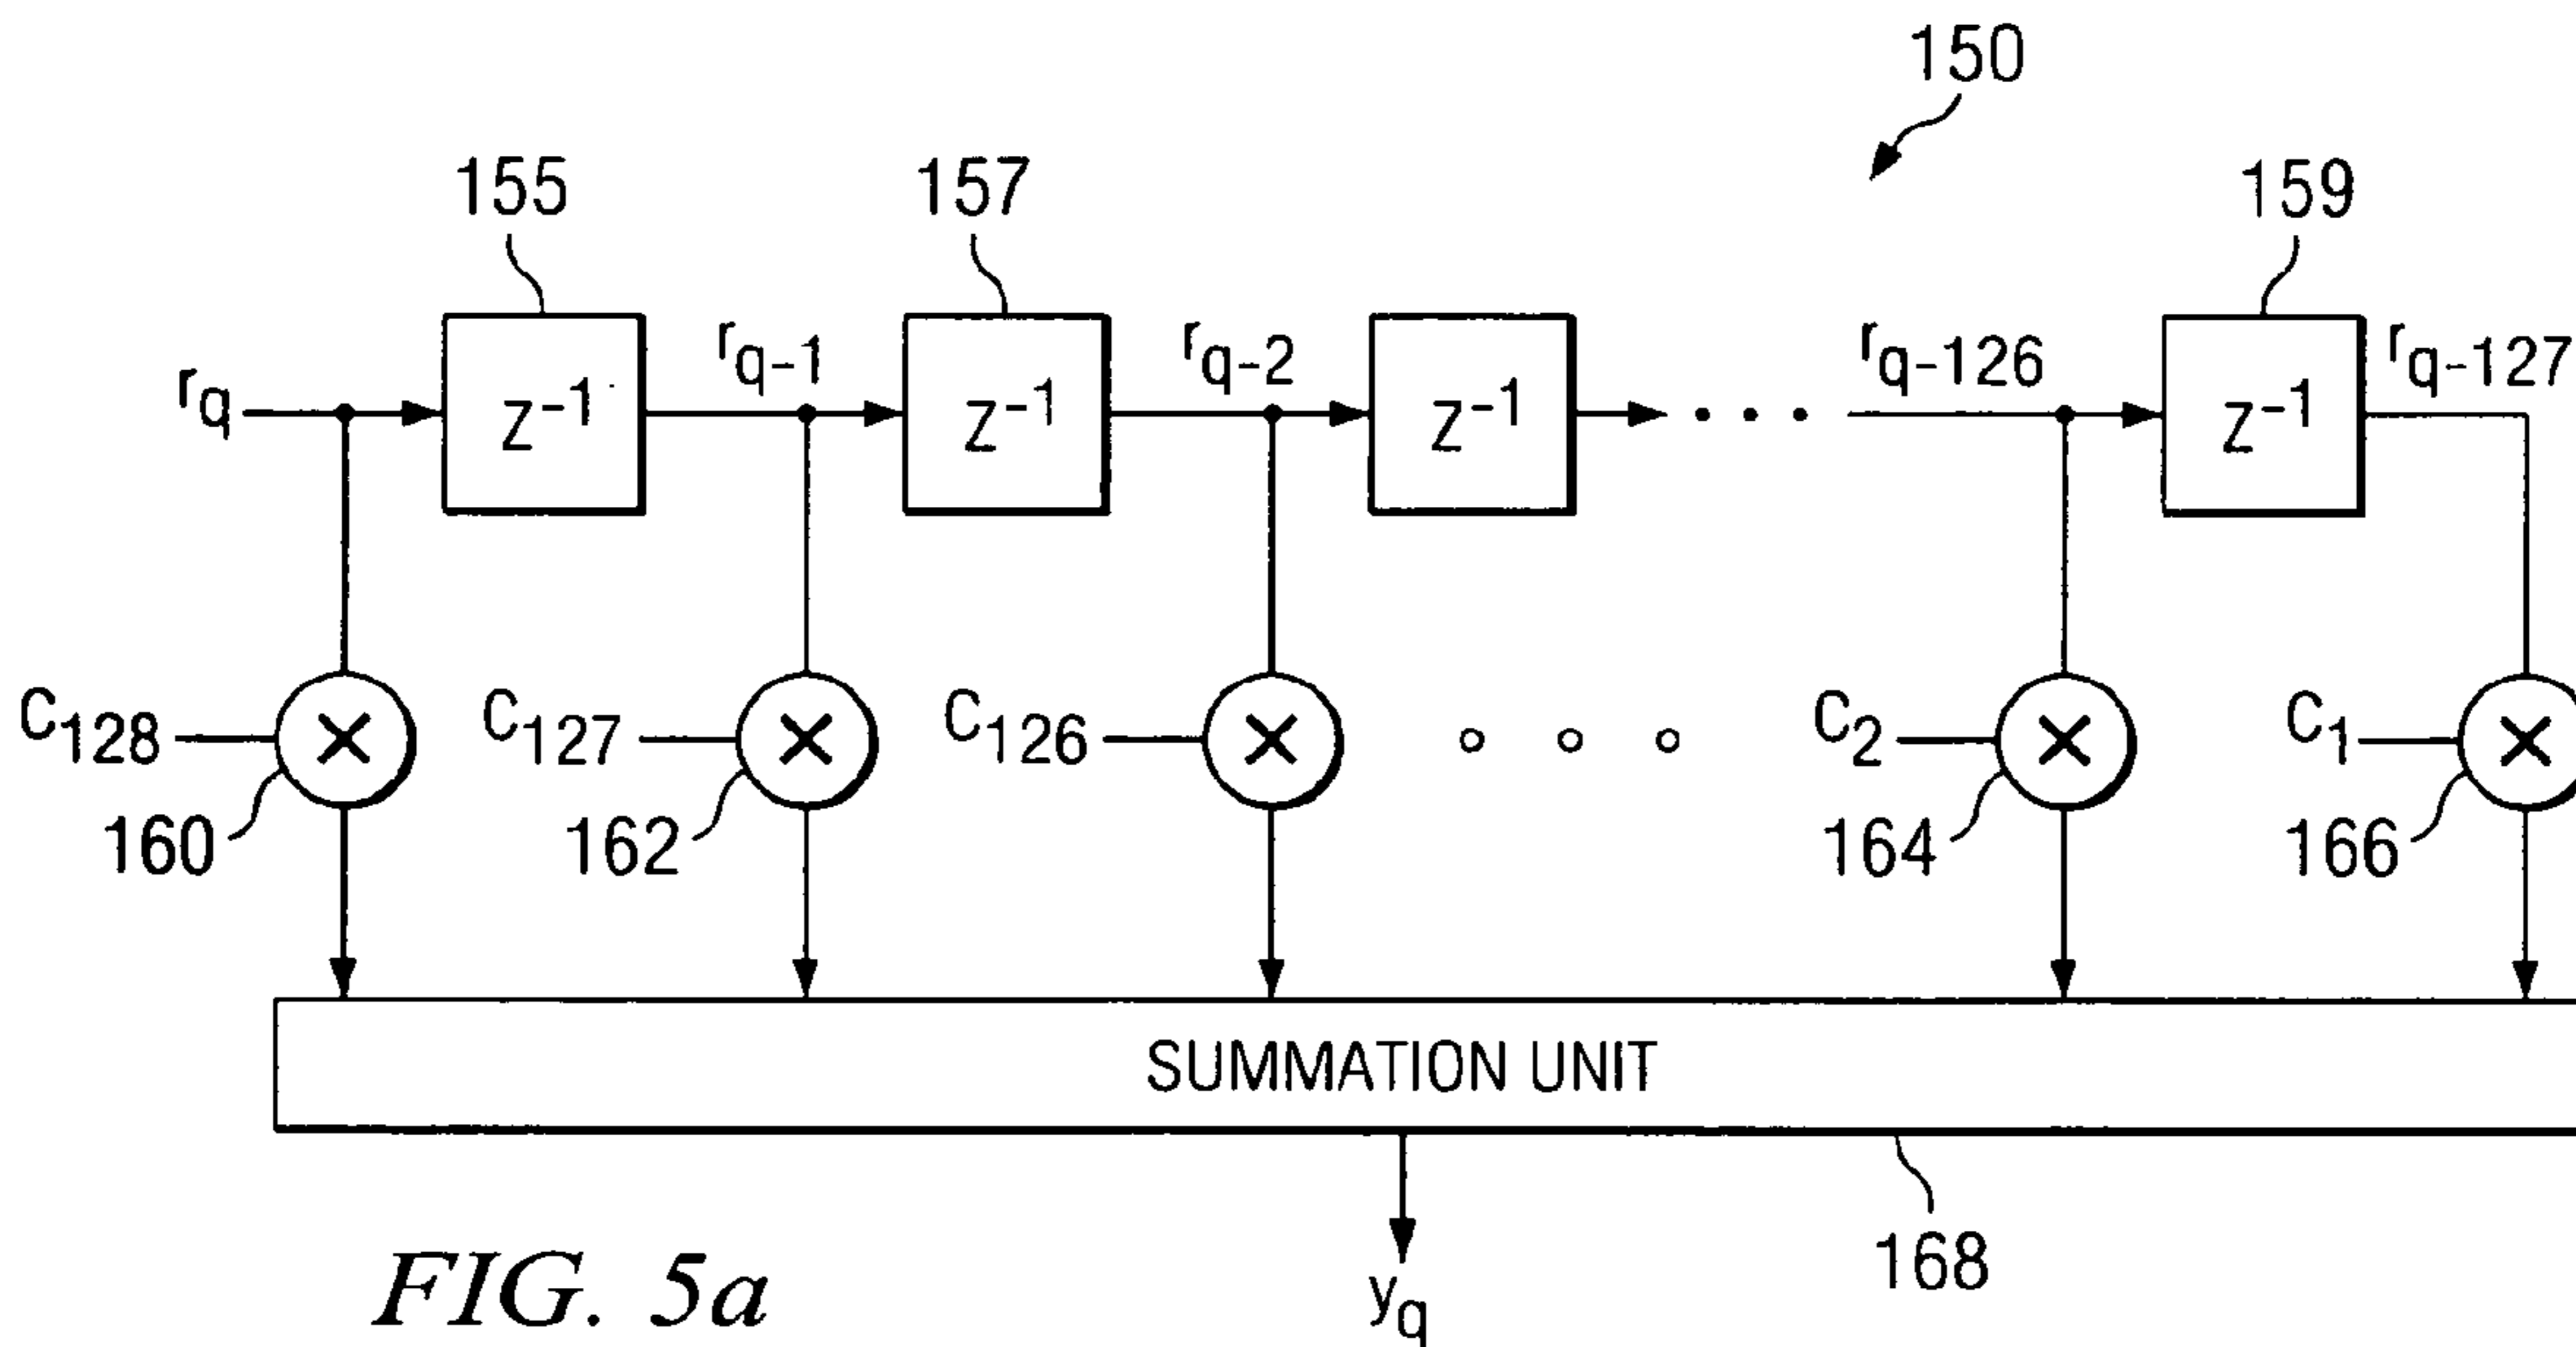 150
155
157
159
r_q
z^-1
r_q-1
z^-1
r_q-2
z^-1
r_q-126
z^-1
r_q-127
C_128
C_127
C_126
C_2
C_1
160
162
164
166
SUMMATION UNIT
168
y_q
FIG. 5a